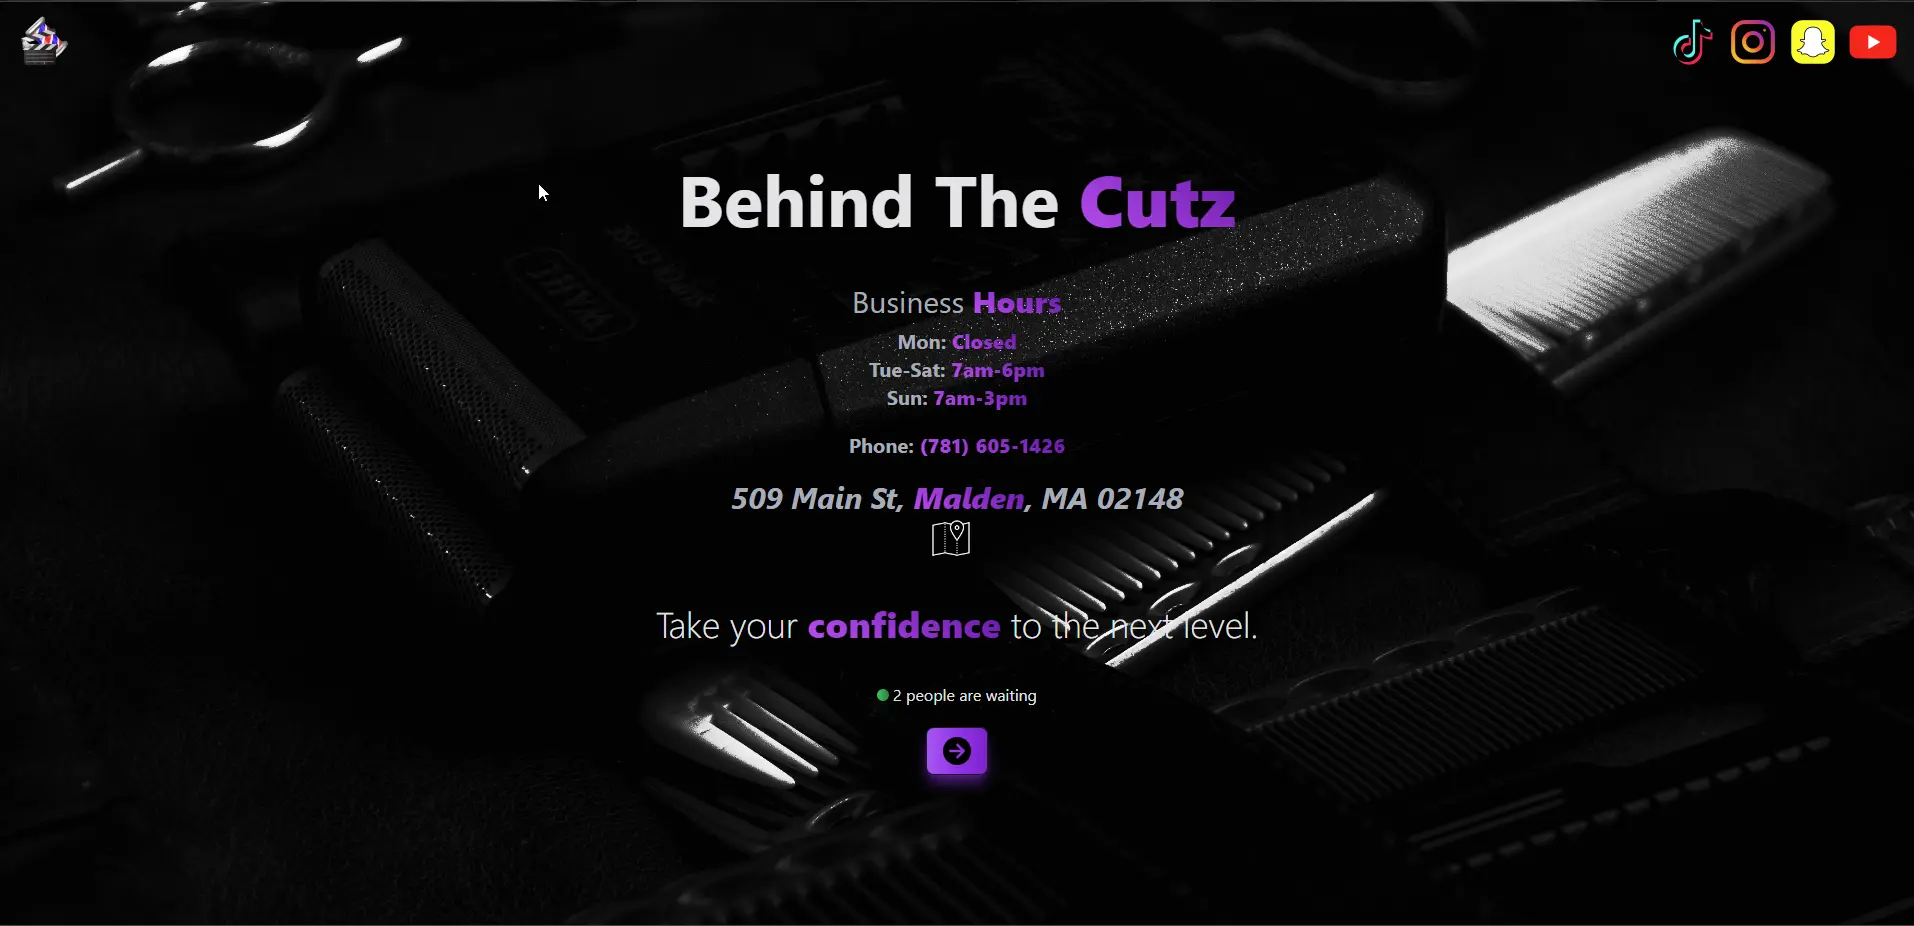 Behind The Cutz
Business Hours
Mon: Closed
Tue-Sat: 7am-6pm
Sun: 7am-3pm
Phone: (781) 605-1426
509 Main St, Malden, MA 02148
Take your confidence to the next level.
2 people are waiting
WAHL